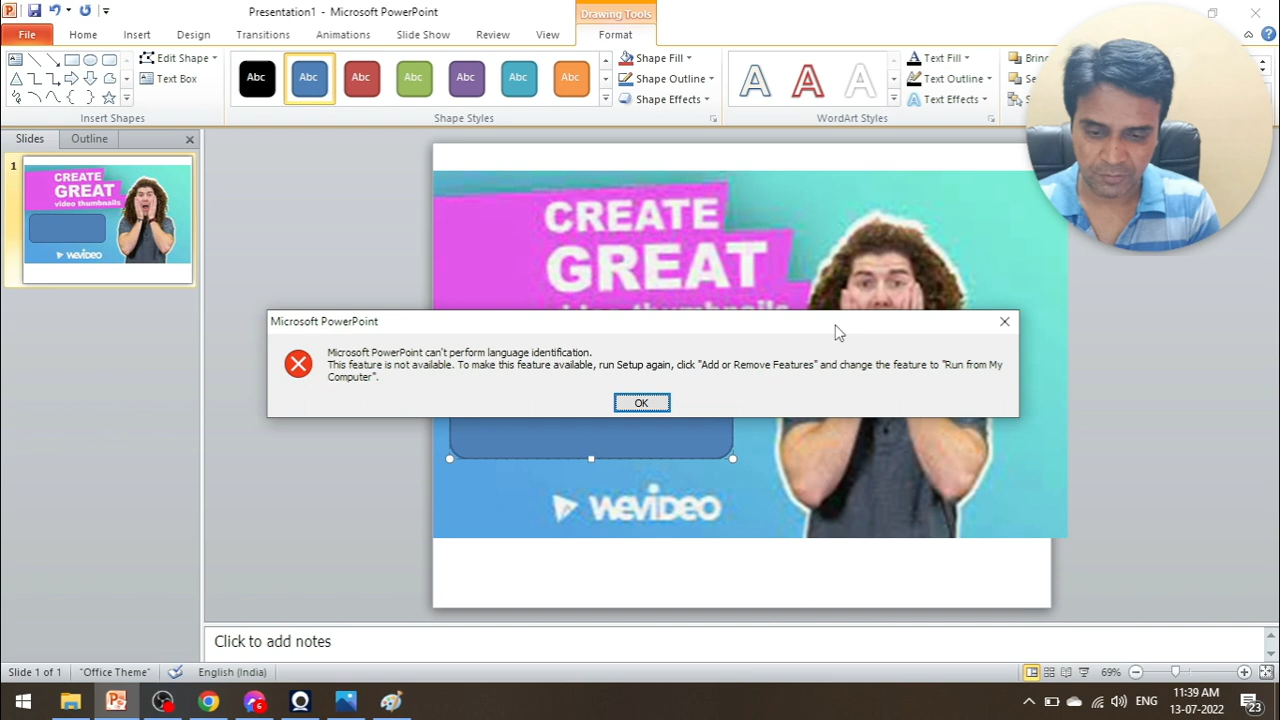 Presentation1 - Microsoft PowerPoint
Drawing Tools
File
Home
Insert
Design
Transitions
Animations
Slide Show
Review
View
Format
Edit Shape
Text Box
Insert Shapes
Abc
Abc
Abc
Abc
Abc
Abc
Abc
Shape Fill
Shape Outline
Shape Effects
Shape Styles
A
A
A
Text Fill
Text Outline
Text Effects
WordArt Styles
Slides
Outline
1
CREATE
GREAT
video thumbnails
wevideo
CREATE
GREAT
video thumbnails
Microsoft PowerPoint
Microsoft PowerPoint can't perform language identification.
This feature is not available. To make this feature available, run Setup again, click "Add or Remove Features" and change the feature to "Run from My
Computer".
OK
wevideo
Click to add notes
Slide 1 of 1
"Office Theme"
English (India)
69%
ENG
11:39 AM
13-07-2022
23
6